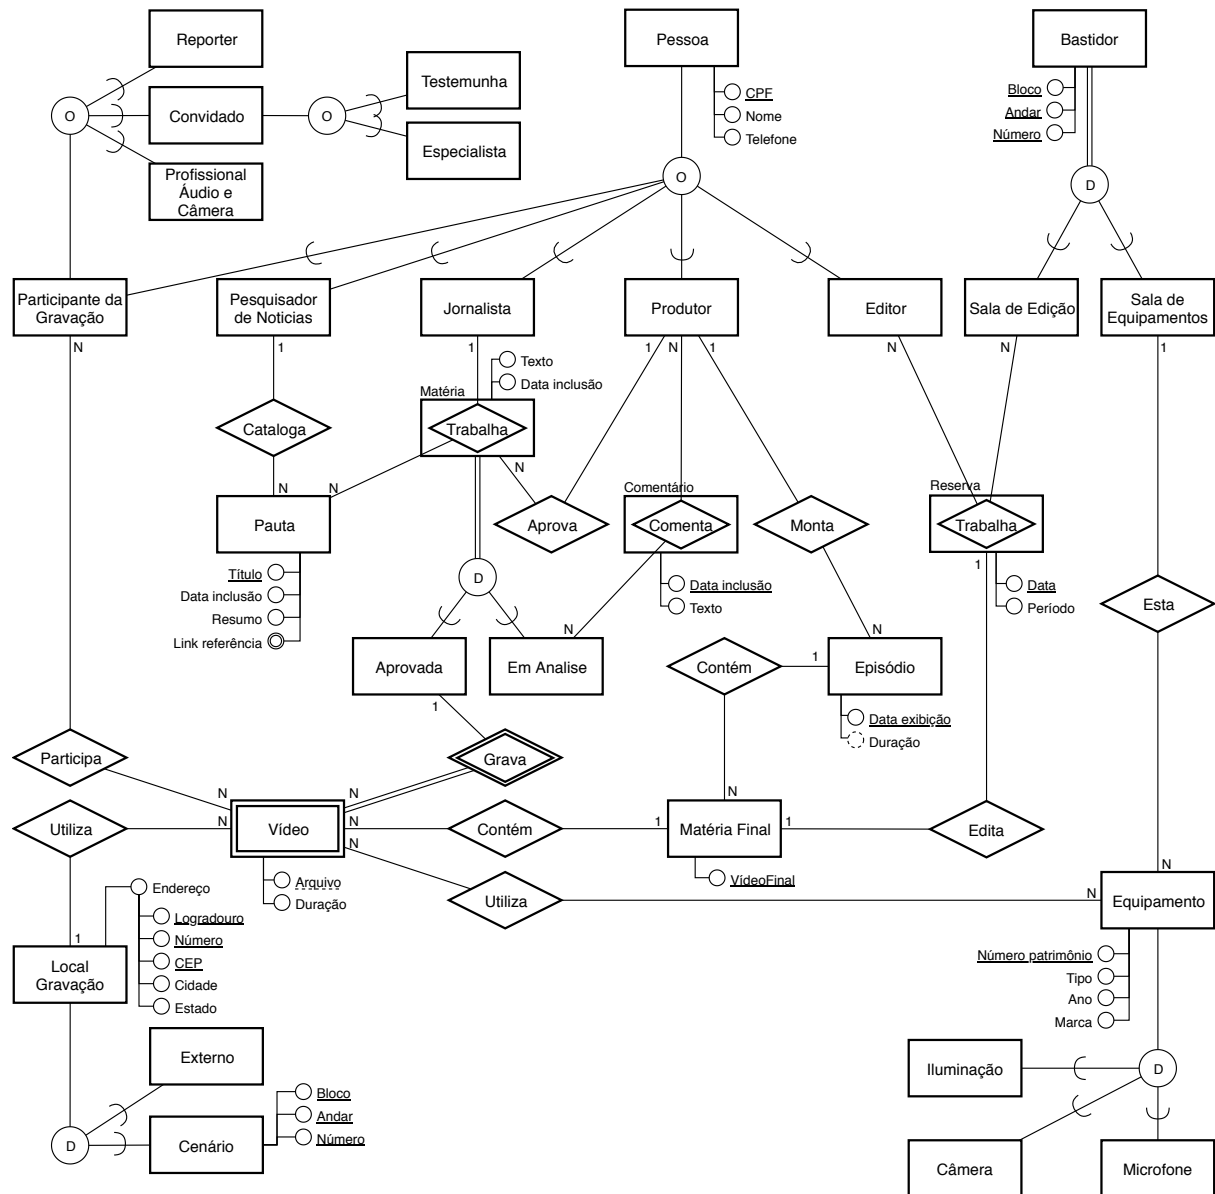 Reporter
Pessoa
Bastidor
Testemunha
CPF
Bloco
O
Convidado
O
Nome
Andar
Telefone
Número
Especialista
Profissional
Áudio e
Câmera
O
D
Participante da
Gravação
Pesquisador
de Noticias
Jornalista
Produtor
Editor
Sala de Edição
Sala de
Equipamentos
N
1
1
1
N
1
N
N
1
Texto
Data inclusão
Matéria
Cataloga
Trabalha
N
N
N
Comentário
Reserva
Pauta
Aprova
Comenta
Monta
Trabalha
1
Título
Data inclusão
Resumo
Link referência
D
Data inclusão
Texto
Data
Período
Esta
N
N
Aprovada
Em Analise
Contém
1
Episódio
1
Data exibição
Duração
Participa
Grava
N
N
N
Utiliza
N
Vídeo
N
Contém
1
Matéria Final
1
Edita
N
N
Arquivo
Duração
VídeoFinal
Utiliza
N
Equipamento
Endereço
Logradouro
Número
CEP
Cidade
Estado
1
Local
Gravação
Número patrimônio
Tipo
Ano
Marca
Externo
Iluminação
D
Bloco
Andar
Número
D
Cenário
Câmera
Microfone